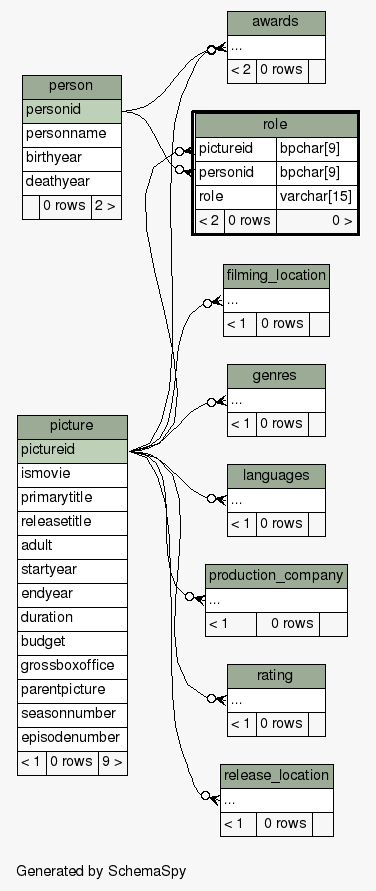 awards
...
< 2 0 rows
person
personid
personname
birthyear
deathyear
0 rows 2 >
role
pictureid bpchar[9]
personid bpchar[9]
role varchar[15]
< 2 0 rows 0 >
filming_location
...
< 1 0 rows
genres
...
< 1 0 rows
picture
pictureid
ismovie
primarytitle
releasetitle
adult
startyear
endyear
duration
budget
grossboxoffice
parentpicture
seasonnumber
episodenumber
< 1 0 rows 9 >
languages
...
< 1 0 rows
production_company
...
< 1 0 rows
rating
...
< 1 0 rows
release_location
...
< 1 0 rows
Generated by SchemaSpy